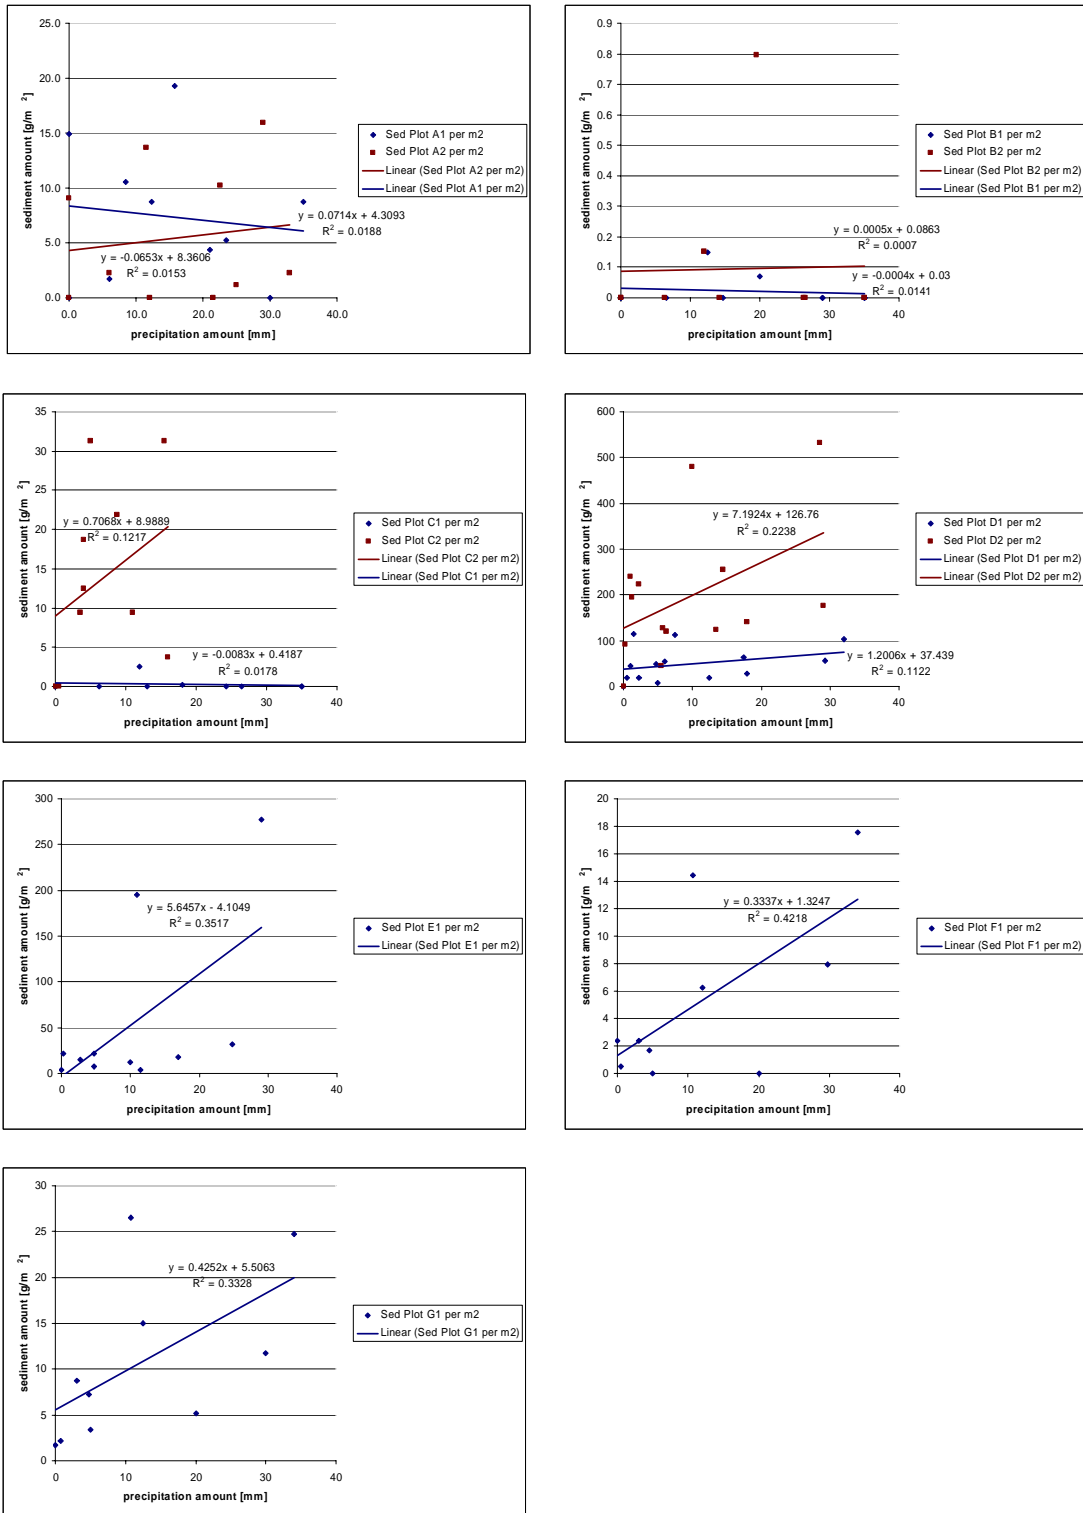 25.0
20.0
15.0
10.0
5.0
0.0
0.0 10.0 20.0 30.0 40.0
sediment amount [g/m ²]
precipitation amount [mm]
y = 0.0714x + 4.3093
R² = 0.0188
y = -0.0653x + 8.3606
R² = 0.0153
Sed Plot A1 per m2
Sed Plot A2 per m2
Linear (Sed Plot A2 per m2)
Linear (Sed Plot A1 per m2)
0.9
0.8
0.7
0.6
0.5
0.4
0.3
0.2
0.1
0
0 10 20 30 40
sediment amount [g/m ²]
precipitation amount [mm]
y = 0.0005x + 0.0863
R² = 0.0007
y = -0.0004x + 0.03
R² = 0.0141
Sed Plot B1 per m2
Sed Plot B2 per m2
Linear (Sed Plot B2 per m2)
Linear (Sed Plot B1 per m2)
35
30
25
20
15
10
5
0
0 10 20 30 40
sediment amount [g/m ²]
precipitation amount [mm]
y = 0.7068x + 8.9889
R² = 0.1217
y = -0.0083x + 0.4187
R² = 0.0178
Sed Plot C1 per m2
Sed Plot C2 per m2
Linear (Sed Plot C2 per m2)
Linear (Sed Plot C1 per m2)
600
500
400
300
200
100
0
0 10 20 30 40
sediment amount [g/m ²]
precipitation amount [mm]
y = 7.1924x + 126.76
R² = 0.2238
y = 1.2006x + 37.439
R² = 0.1122
Sed Plot D1 per m2
Sed Plot D2 per m2
Linear (Sed Plot D1 per m2)
Linear (Sed Plot D2 per m2)
300
250
200
150
100
50
0
0 10 20 30 40
sediment amount [g/m ²]
precipitation amount [mm]
y = 5.6457x - 4.1049
R² = 0.3517
Sed Plot E1 per m2
Linear (Sed Plot E1 per m2)
20
18
16
14
12
10
8
6
4
2
0
0 10 20 30 40
sediment amount [g/m ²]
precipitation amount [mm]
y = 0.3337x + 1.3247
R² = 0.4218
Sed Plot F1 per m2
Linear (Sed Plot F1 per m2)
30
25
20
15
10
5
0
0 10 20 30 40
sediment amount [g/m ²]
precipitation amount [mm]
y = 0.4252x + 5.5063
R² = 0.3328
Sed Plot G1 per m2
Linear (Sed Plot G1 per m2)